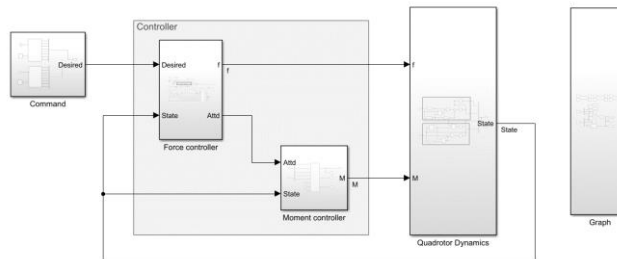 Controller
Desired
Command
Desired
f
f
State
Attd
Force controller
Attd
State
M
M
Moment controller
f
M
State
State
Quadrotor Dynamics
Graph